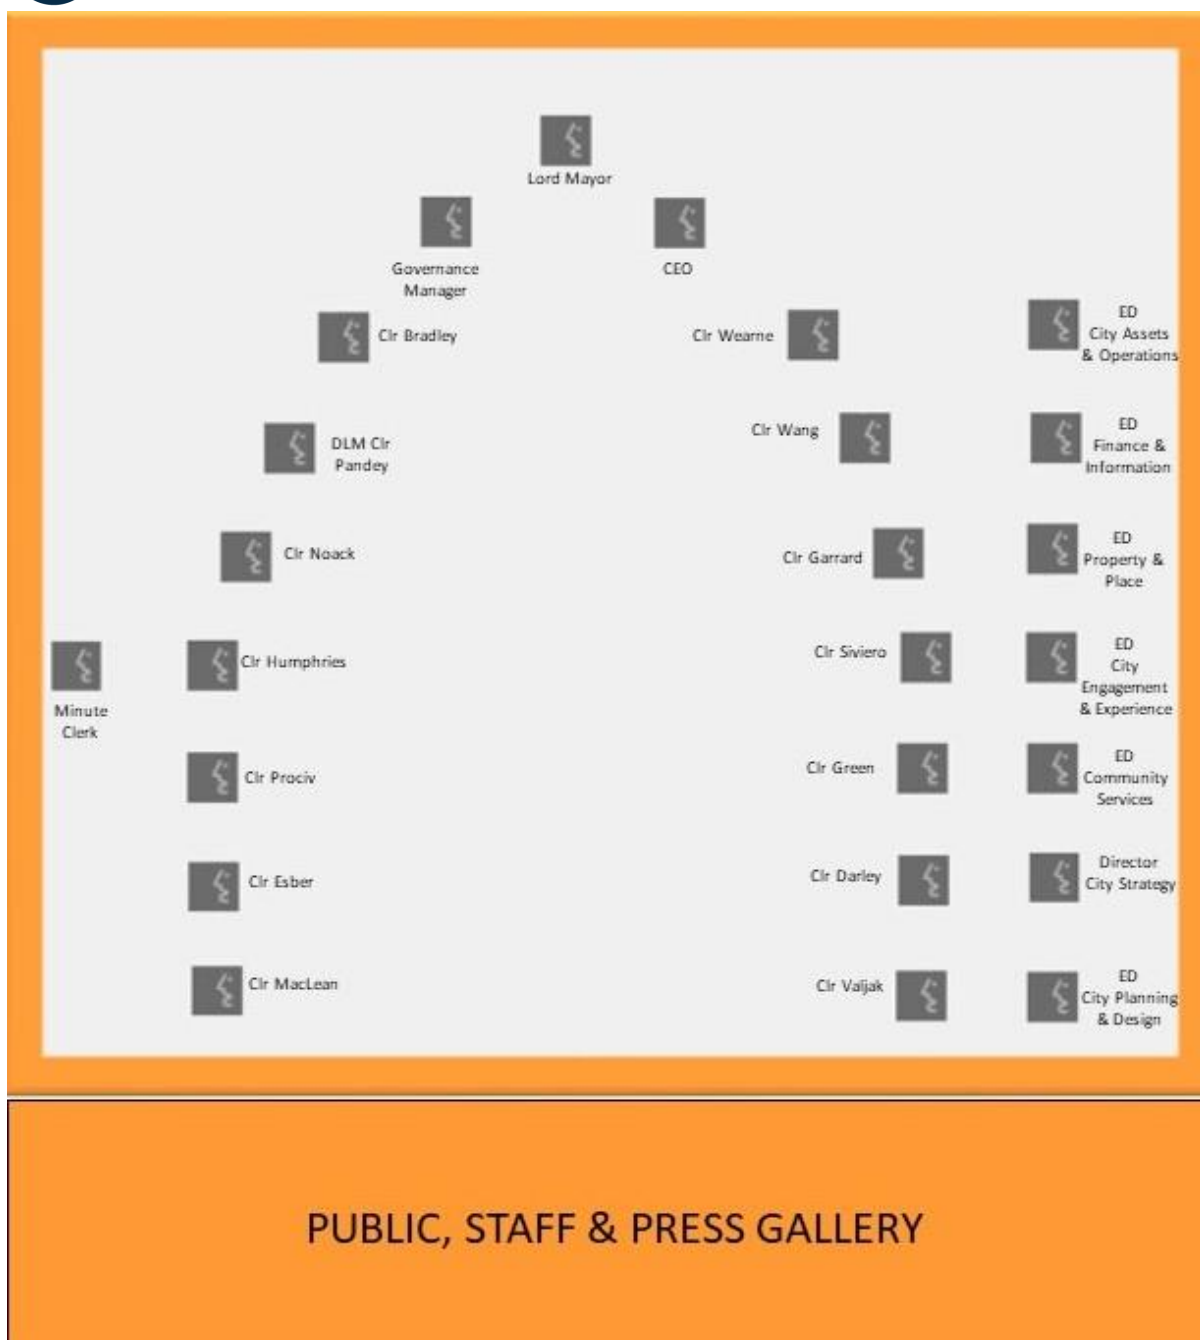 Lord Mayor
Governance
Manager
CEO
Clr Bradley
Clr Wearne
ED
City Assets
& Operations
DLM Clr
Pandey
Clr Wang
ED
Finance &
Information
Clr Noack
Clr Garrard
ED
Property &
Place
Minute
Clerk
Clr Humphries
Clr Siviero
ED
City
Engagement
& Experience
Clr Prociv
Clr Green
ED
Community
Services
Clr Esber
Clr Darley
Director
City Strategy
Clr MacLean
Clr Valjak
ED
City Planning
& Design
PUBLIC, STAFF & PRESS GALLERY